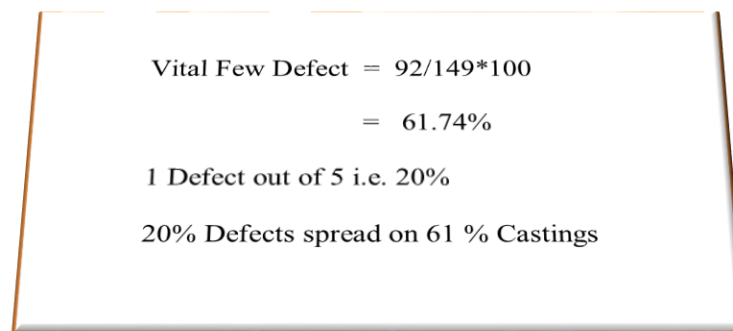 Vital Few Defect = 92/149*100
= 61.74%
1 Defect out of 5 i.e. 20%
20% Defects spread on 61 % Castings